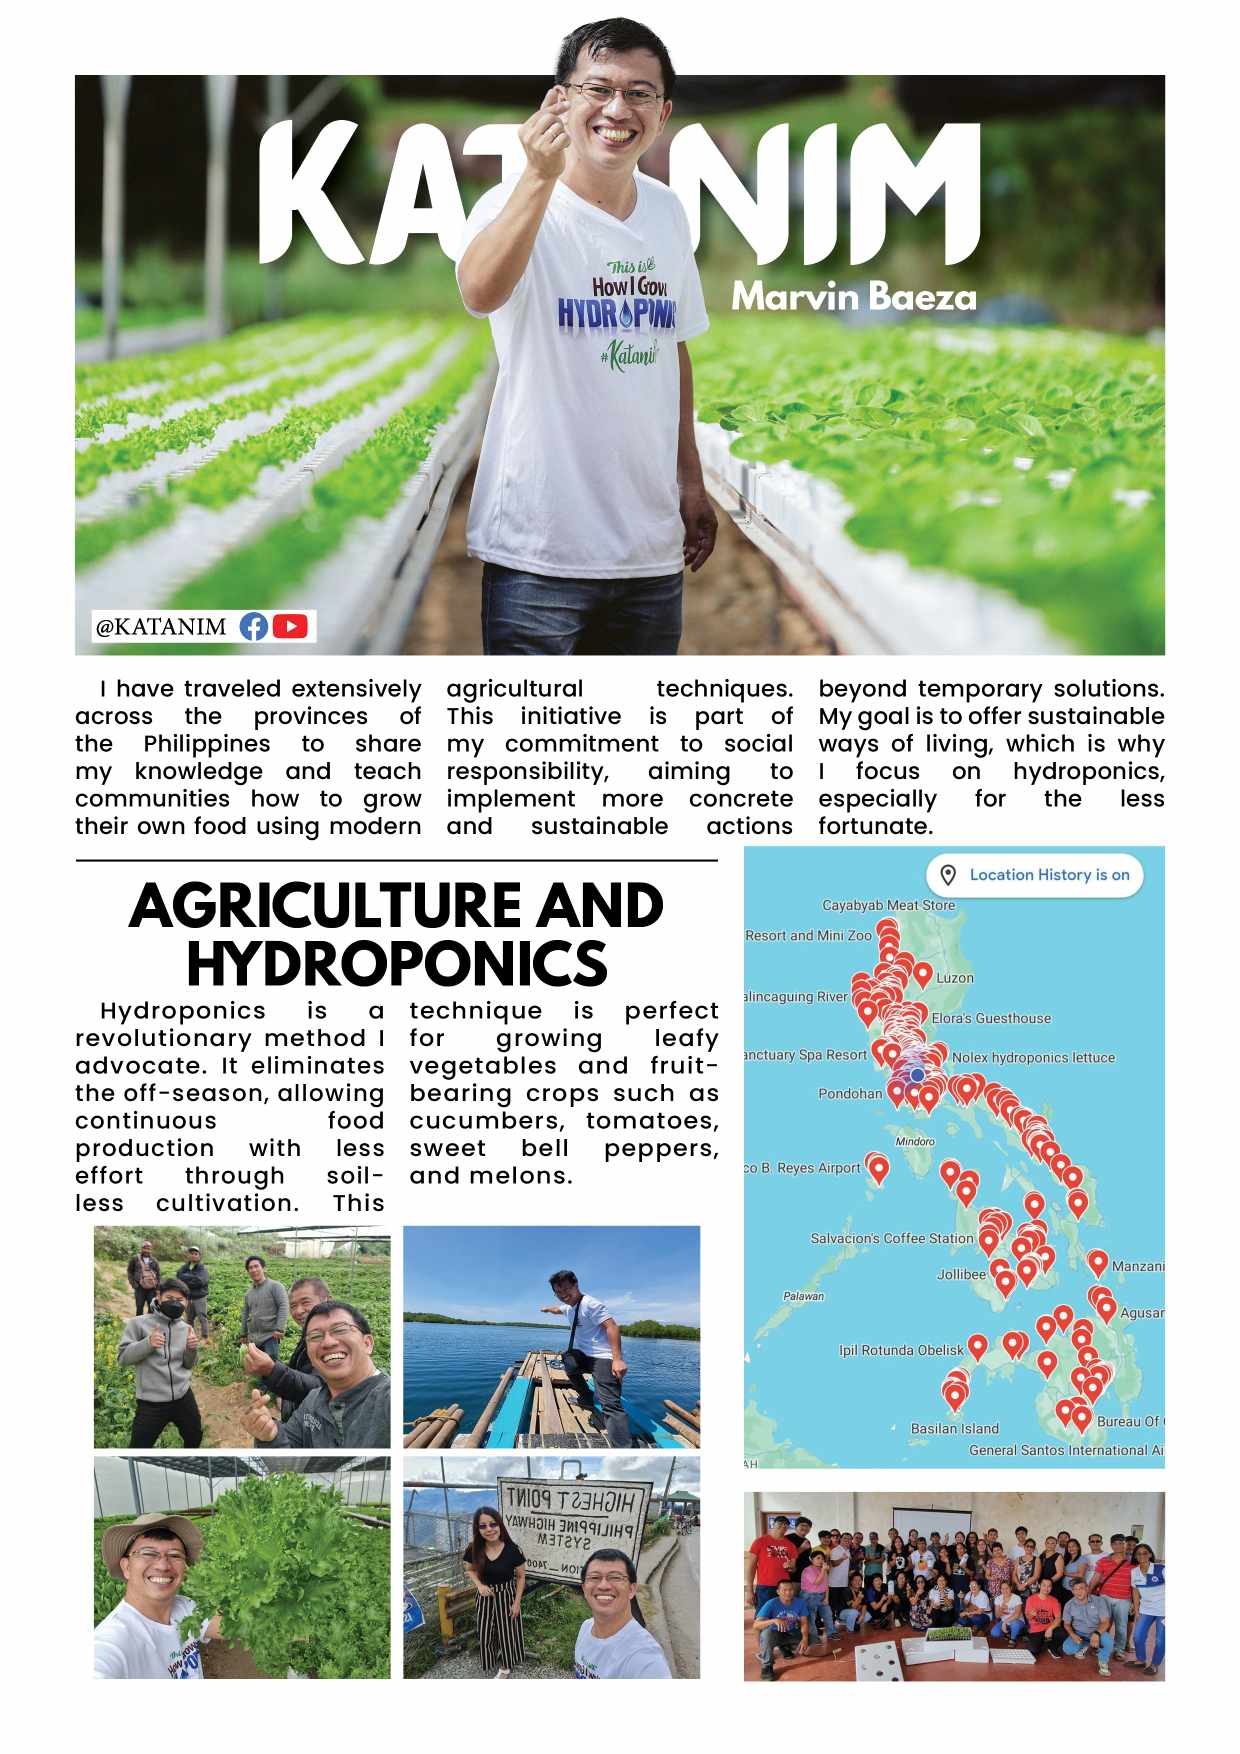 KATANIM
Marvin Baeza
This is
How I Grow
HYDROPONIC
#Katanim
@KATANIM
I have traveled extensively
across the provinces of
the Philippines to share
my knowledge and teach
communities how to grow
their own food using modern
agricultural techniques.
This initiative is part of
my commitment to social
responsibility, aiming to
implement more concrete
and sustainable actions
beyond temporary solutions.
My goal is to offer sustainable
ways of living, which is why
I focus on hydroponics,
especially for the less
fortunate.
AGRICULTURE AND
HYDROPONICS
Hydroponics is a
revolutionary method I
advocate. It eliminates
the off-season, allowing
continuous food
production with less
effort through soil-
less cultivation. This
technique is perfect
for growing leafy
vegetables and fruit-
bearing crops such as
cucumbers, tomatoes,
sweet bell peppers,
and melons.
Location History is on
Cayabyab Meat Store
Resort and Mini Zoo
Luzon
alincaguing River
Elora's Guesthouse
anctuary Spa Resort
Nolex hydroponics lettuce
Pondohan
Mindoro
co B. Reyes Airport
Salvacion's Coffee Station
Jollibee
Manzani
Palawan
Agusan
Ipil Rotunda Obelisk
Basilan Island
Bureau Of
General Santos International Ai
AH
HIGHEST POINT
PHILIPPINE HIGHWAY
SYSTEM